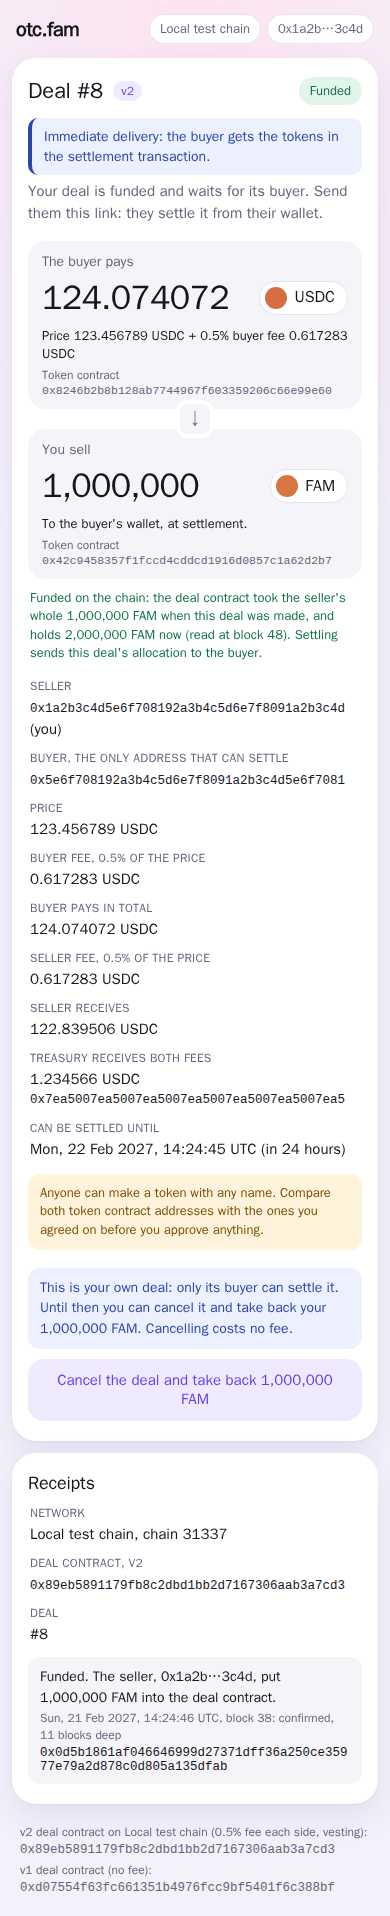 otc.fam
Local test chain
0x1a2b···3c4d
Deal #8 v2
Funded
Immediate delivery: the buyer gets the tokens in
the settlement transaction.
Your deal is funded and waits for its buyer. Send
them this link: they settle it from their wallet.
The buyer pays
124.074072
USDC
Price 123.456789 USDC + 0.5% buyer fee 0.617283
USDC
Token contract
0x8246b2b8b128ab7744967f603359206c66e99e60
↓
You sell
1,000,000
FAM
To the buyer's wallet, at settlement.
Token contract
0x42c9458357f1fccd4cddcd1916d0857c1a62d2b7
Funded on the chain: the deal contract took the seller's
whole 1,000,000 FAM when this deal was made, and
holds 2,000,000 FAM now (read at block 48). Settling
sends this deal's allocation to the buyer.
SELLER
0x1a2b3c4d5e6f708192a3b4c5d6e7f8091a2b3c4d
(you)
BUYER, THE ONLY ADDRESS THAT CAN SETTLE
0x5e6f708192a3b4c5d6e7f8091a2b3c4d5e6f7081
PRICE
123.456789 USDC
BUYER FEE, 0.5% OF THE PRICE
0.617283 USDC
BUYER PAYS IN TOTAL
124.074072 USDC
SELLER FEE, 0.5% OF THE PRICE
0.617283 USDC
SELLER RECEIVES
122.839506 USDC
TREASURY RECEIVES BOTH FEES
1.234566 USDC
0x7ea5007ea5007ea5007ea5007ea5007ea5007ea5
CAN BE SETTLED UNTIL
Mon, 22 Feb 2027, 14:24:45 UTC (in 24 hours)
Anyone can make a token with any name. Compare
both token contract addresses with the ones you
agreed on before you approve anything.
This is your own deal: only its buyer can settle it.
Until then you can cancel it and take back your
1,000,000 FAM. Cancelling costs no fee.
Cancel the deal and take back 1,000,000
FAM
Receipts
NETWORK
Local test chain, chain 31337
DEAL CONTRACT, V2
0x89eb5891179fb8c2dbd1bb2d7167306aab3a7cd3
DEAL
#8
Funded. The seller, 0x1a2b···3c4d, put
1,000,000 FAM into the deal contract.
Sun, 21 Feb 2027, 14:24:46 UTC, block 38: confirmed,
11 blocks deep
0x0d5b1861af046646999d27371dff36a250ce359
77e79a2d878c0d805a135dfab
v2 deal contract on Local test chain (0.5% fee each side, vesting):
0x89eb5891179fb8c2dbd1bb2d7167306aab3a7cd3
v1 deal contract (no fee):
0xd07554f63fc661351b4976fcc9bf5401f6c388bf